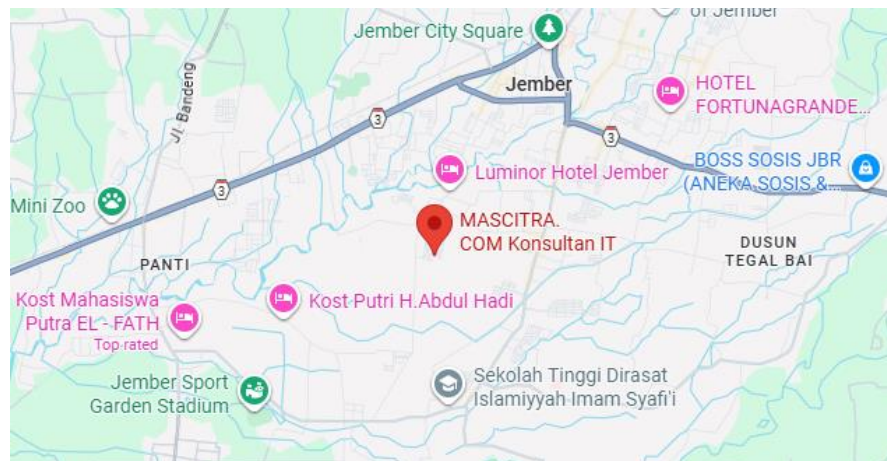 of Jember
Jember City Square
Jl. Bandeng
Jember
HOTEL
FORTUNAGRANDE...
3
3
3
BOSS SOSIS JBR
(ANEKA SOSIS &...
Luminor Hotel Jember
Mini Zoo
MASCITRA.
COM Konsultan IT
DUSUN
TEGAL BAI
PANTI
Kost Mahasiswa
Putra EL - FATH
Top rated
Kost Putri H.Abdul Hadi
Jember Sport
Garden Stadium
Sekolah Tinggi Dirasat
Islamiyyah Imam Syafi'i